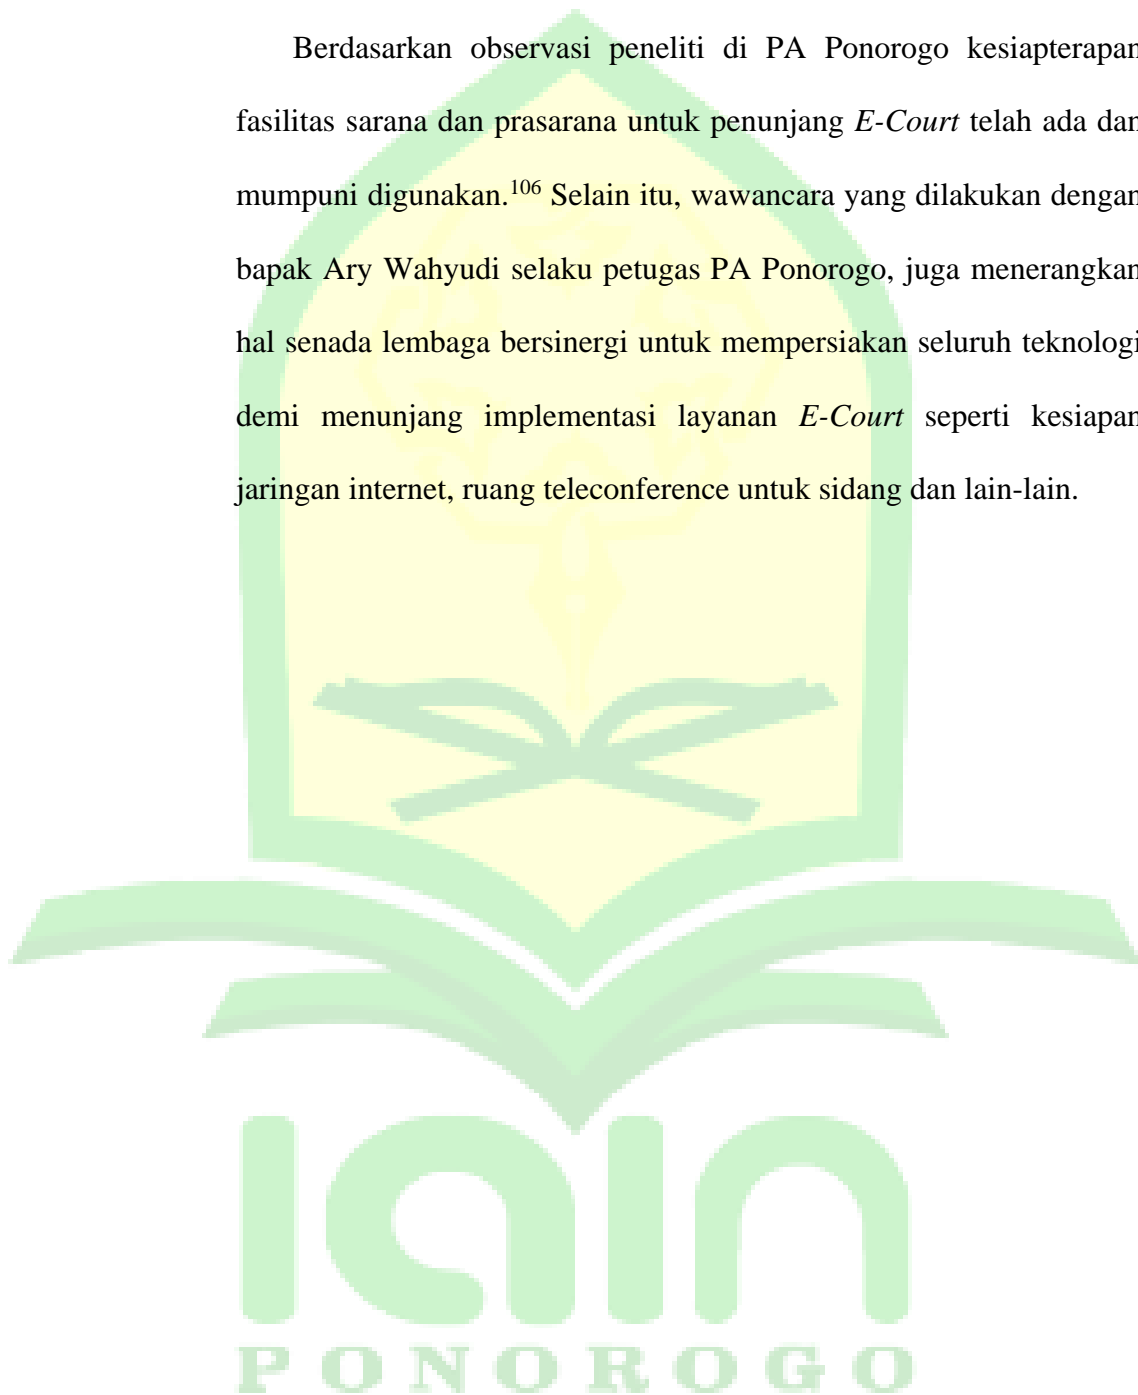 Berdasarkan observasi peneliti di PA Ponorogo kesiapterapan
fasilitas sarana dan prasarana untuk penunjang E-Court telah ada dan
mumpuni digunakan.106 Selain itu, wawancara yang dilakukan dengan
bapak Ary Wahyudi selaku petugas PA Ponorogo, juga menerangkan
hal senada lembaga bersinergi untuk mempersiakan seluruh teknologi
demi menunjang implementasi layanan E-Court seperti kesiapan
jaringan internet, ruang teleconference untuk sidang dan lain-lain.
iain
PONOROGO